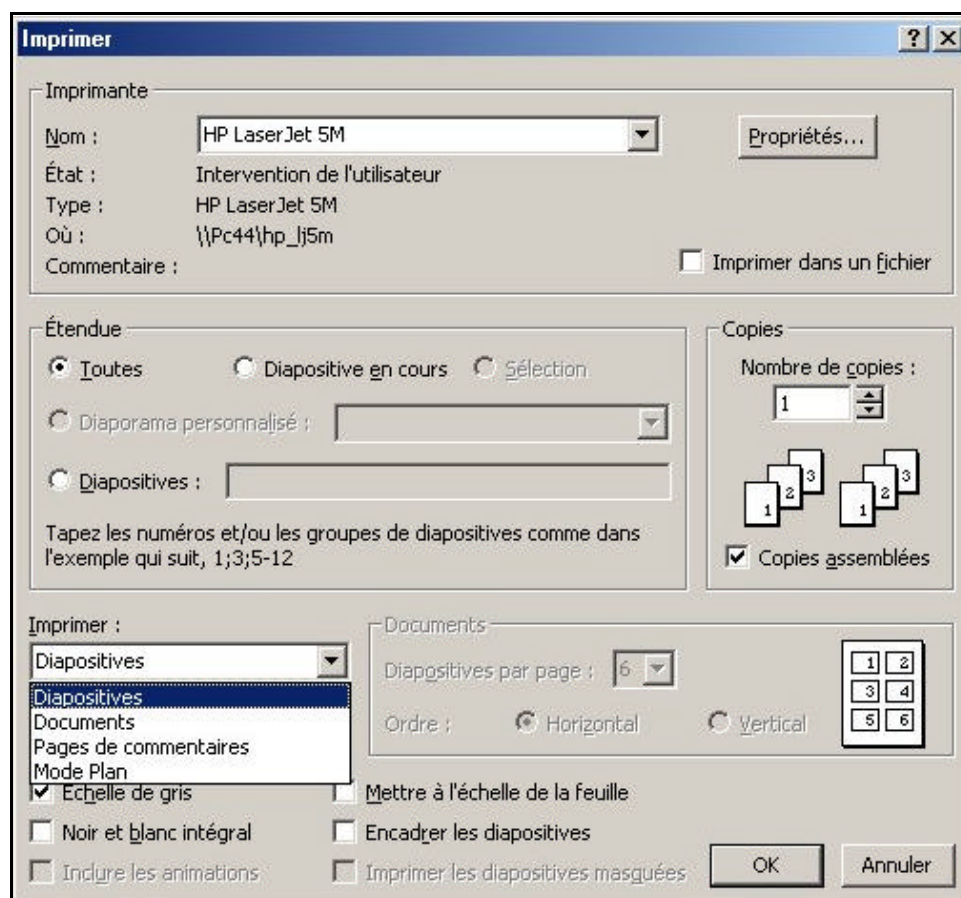 Imprimer
Imprimante
Nom :
HP LaserJet 5M
Propriétés...
État :
Intervention de l'utilisateur
Type :
HP LaserJet 5M
Où :
\\Pc44\hp_lj5m
Commentaire :
Imprimer dans un fichier
Étendue
Toutes
Diapositive en cours
Sélection
Diaporama personnalisé :
Diapositives :
Tapez les numéros et/ou les groupes de diapositives comme dans
l'exemple qui suit, 1;3;5-12
Copies
Nombre de copies :
1
1 2 3
1 2 3
Copies assemblées
Imprimer :
Diapositives
Diapositives
Documents
Pages de commentaires
Mode Plan
Documents
Diapositives par page :
6
Ordre :
Horizontal
Vertical
1 2
3 4
5 6
Echelle de gris
Mettre à l'échelle de la feuille
Noir et blanc intégral
Encadrer les diapositives
Inclure les animations
Imprimer les diapositives masquées
OK
Annuler